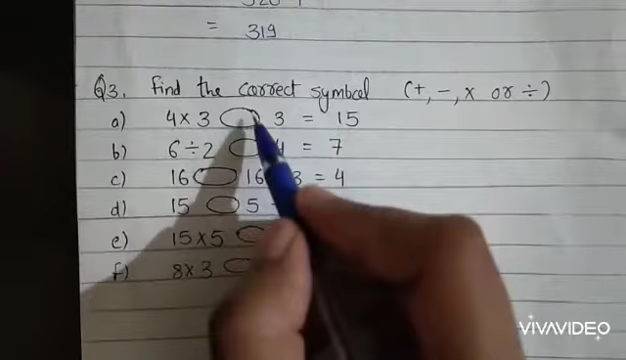 = 319
Q3. Find the correct symbol (+, -, x or ÷)
a) 4 x 3 3 = 15
b) 6 ÷ 2 4 = 7
c) 16 16 3 = 4
d) 15 5
e) 15 x 5
f) 8 x 3
VIVAVIDEO